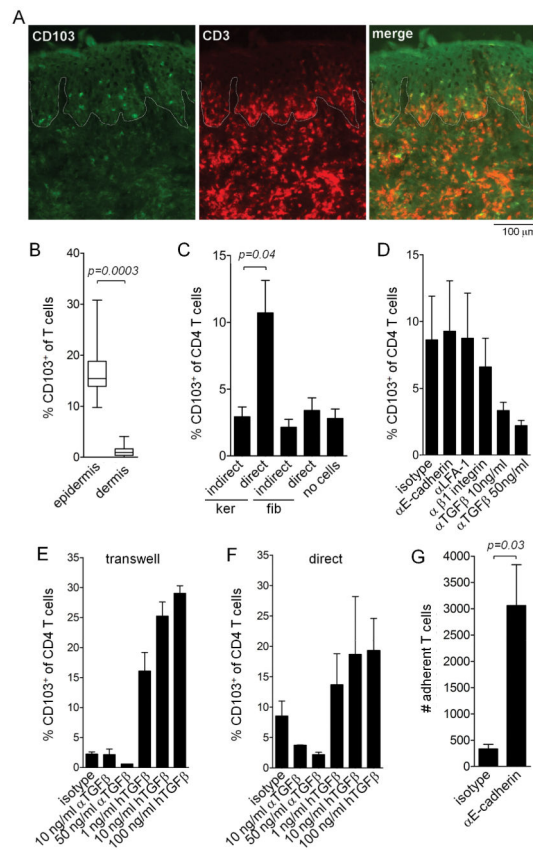 A
CD103
CD3
merge
100 μm
B
p=0.0003
% CD103+ of T cells
40
30
20
10
0
epidermis
dermis
C
p=0.04
% CD103+ of CD4 T cells
15
10
5
0
indirect
direct
indirect
direct
no cells
ker
fib
D
% CD103+ of CD4 T cells
15
10
5
0
isotype
αE-cadherin
αLFA-1
α β1 integrin
αTGFβ 10ng/ml
αTGFβ 50ng/ml
E
transwell
% CD103+ of CD4 T cells
35
30
25
20
15
10
5
0
isotype
10 ng/ml αTGFβ
50 ng/ml αTGFβ
1 ng/ml hTGFβ
10 ng/ml hTGFβ
100 ng/ml hTGFβ
F
direct
% CD103+ of CD4 T cells
35
30
25
20
15
10
5
0
isotype
10 ng/ml αTGFβ
50 ng/ml αTGFβ
1 ng/ml hTGFβ
10 ng/ml hTGFβ
100 ng/ml hTGFβ
G
p=0.03
# adherent T cells
4000
3500
3000
2500
2000
1500
1000
500
0
isotype
αE-cadherin